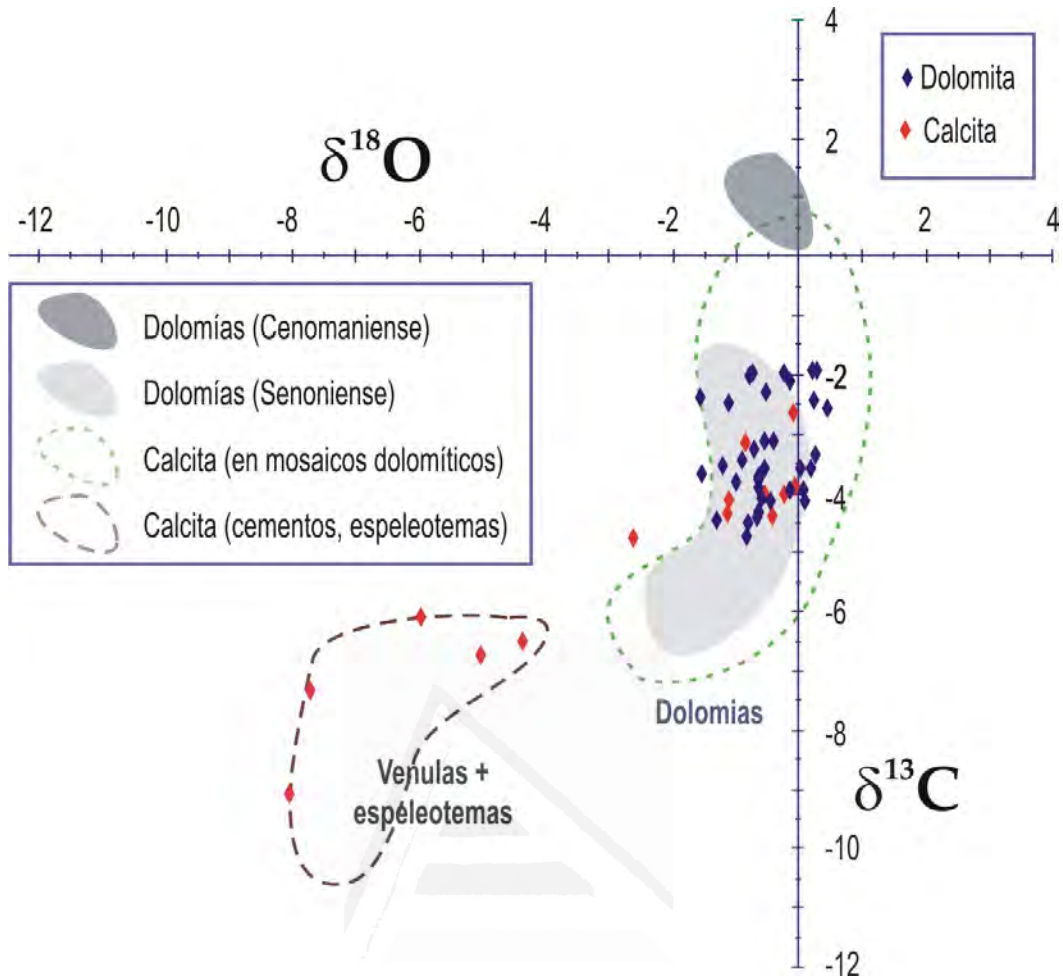 4
Dolomita
Calcita
2
δ¹⁸O
-12 -10 -8 -6 -4 -2 2 4
Dolomías (Cenomaniense)
Dolomías (Senoniense)
Calcita (en mosaicos dolomíticos)
Calcita (cementos, espeleotemas)
-2
-4
-6
Dolomias
-8
Venulas +
espeleotemas
δ¹³C
-10
-12